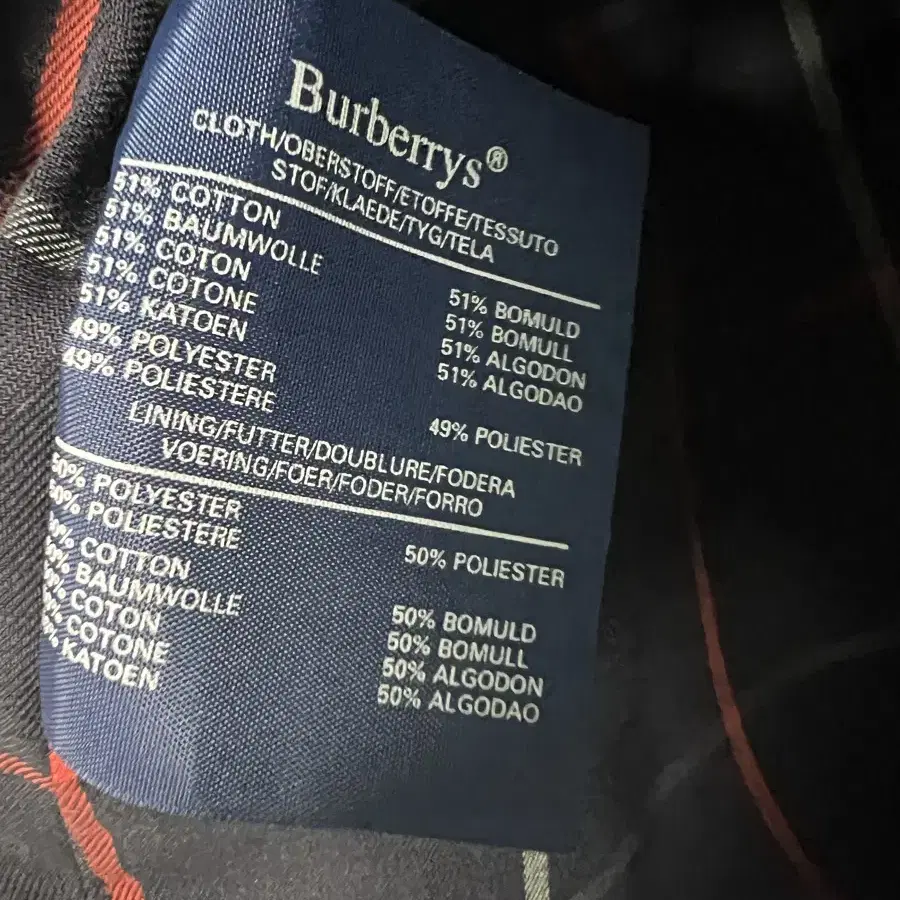 Burberrys®
CLOTH/OBERSTOFF/ETOFFE/TESSUTO
STOF/KLAEDE/TYG/TELA
51% COTTON
51% BAUMWOLLE
51% COTON
51% COTONE
51% KATOEN
49% POLYESTER
49% POLIESTERE
51% BOMULD
51% BOMULL
51% ALGODON
51% ALGODAO
49% POLIESTER
LINING/FUTTER/DOUBLURE/FODERA
VOERING/FOER/FODER/FORRO
50% POLYESTER
50% POLIESTERE
50% COTTON
50% BAUMWOLLE
% COTON
% COTONE
% KATOEN
50% POLIESTER
50% BOMULD
50% BOMULL
50% ALGODON
50% ALGODAO